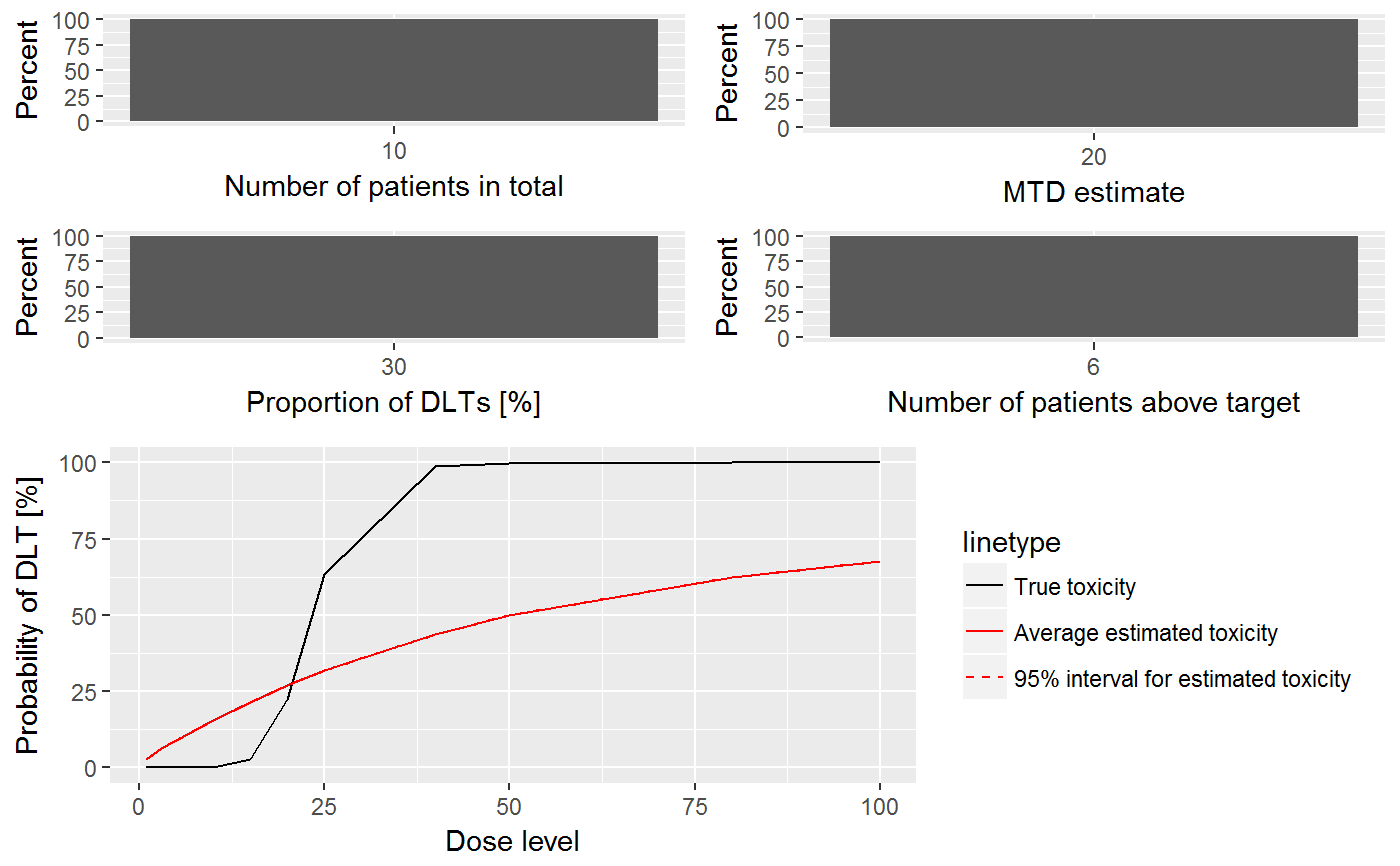 Percent
100
75
50
25
0
10
Number of patients in total
Percent
100
75
50
25
0
20
MTD estimate
Percent
100
75
50
25
0
30
Proportion of DLTs [%]
Percent
100
75
50
25
0
6
Number of patients above target
Probability of DLT [%]
100
75
50
25
0
0 25 50 75 100
Dose level
linetype
True toxicity
Average estimated toxicity
95% interval for estimated toxicity